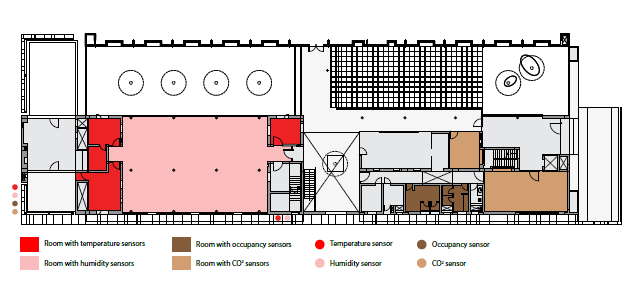 Room with temperature sensors
Room with occupancy sensors
Temperature sensor
Occupancy sensor
Room with humidity sensors
Room with CO² sensors
Humidity sensor
CO² sensor